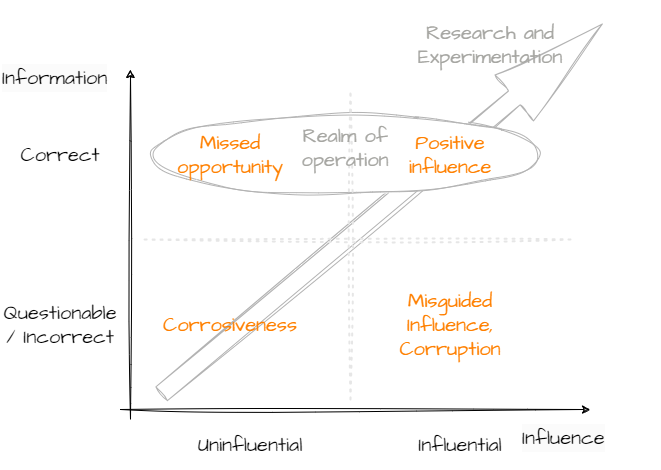 Research and
Experimentation
Information
Correct
Missed
opportunity
Realm of
operation
Positive
influence
Questionable
/ Incorrect
Corrosiveness
Misguided
Influence,
Corruption
Uninfluential
Influential
Influence